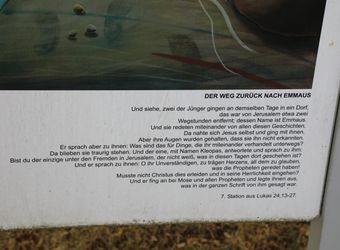 DER WEG ZURÜCK NACH EMMAUS
Und siehe, zwei der Jünger gingen an demselben Tage in ein Dorf,
das war von Jerusalem etwa zwei
Wegstunden entfernt; dessen Name ist Emmaus.
Und sie redeten miteinander von allen diesen Geschichten.
Da nahte sich Jesus selbst und ging mit ihnen.
Aber ihre Augen wurden gehalten, dass sie ihn nicht erkannten.
Er sprach aber zu ihnen: Was sind das für Dinge, die ihr miteinander verhandelt unterwegs?
Da blieben sie traurig stehen. Und der eine, mit Namen Kleopas, antwortete und sprach zu ihm:
Bist du der einzige unter den Fremden in Jerusalem, der nicht weiß, was in diesen Tagen dort geschehen ist?
Und er sprach zu ihnen: O ihr Unverständigen, zu trägen Herzens, all dem zu glauben,
was die Propheten geredet haben!
Musste nicht Christus dies erleiden und in seine Herrlichkeit eingehen?
Und er fing an bei Mose und allen Propheten und legte ihnen aus,
was in der ganzen Schrift von ihm gesagt war.
7. Station aus Lukas 24,13-27.